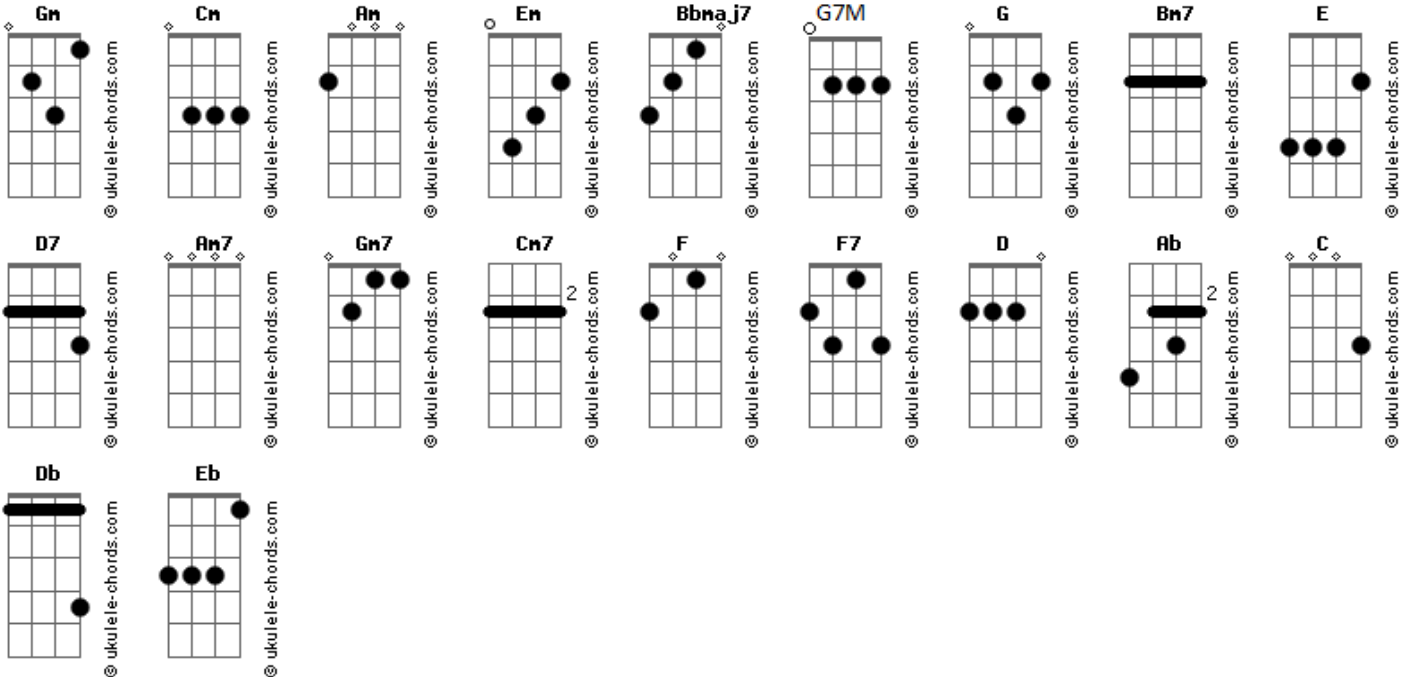 Gm Cm Am Em Bbmaj7 G7M G Bm7 E
© ukulele-chords.com © ukulele-chords.com © ukulele-chords.com © ukulele-chords.com © ukulele-chords.com © ukulele-chords.com © ukulele-chords.com © ukulele-chords.com © ukulele-chords.com
D7 Am7 Gm7 Cm7 F F7 D Ab C
2 2
© ukulele-chords.com © ukulele-chords.com © ukulele-chords.com © ukulele-chords.com © ukulele-chords.com © ukulele-chords.com © ukulele-chords.com © ukulele-chords.com © ukulele-chords.com
Db Eb
© ukulele-chords.com © ukulele-chords.com